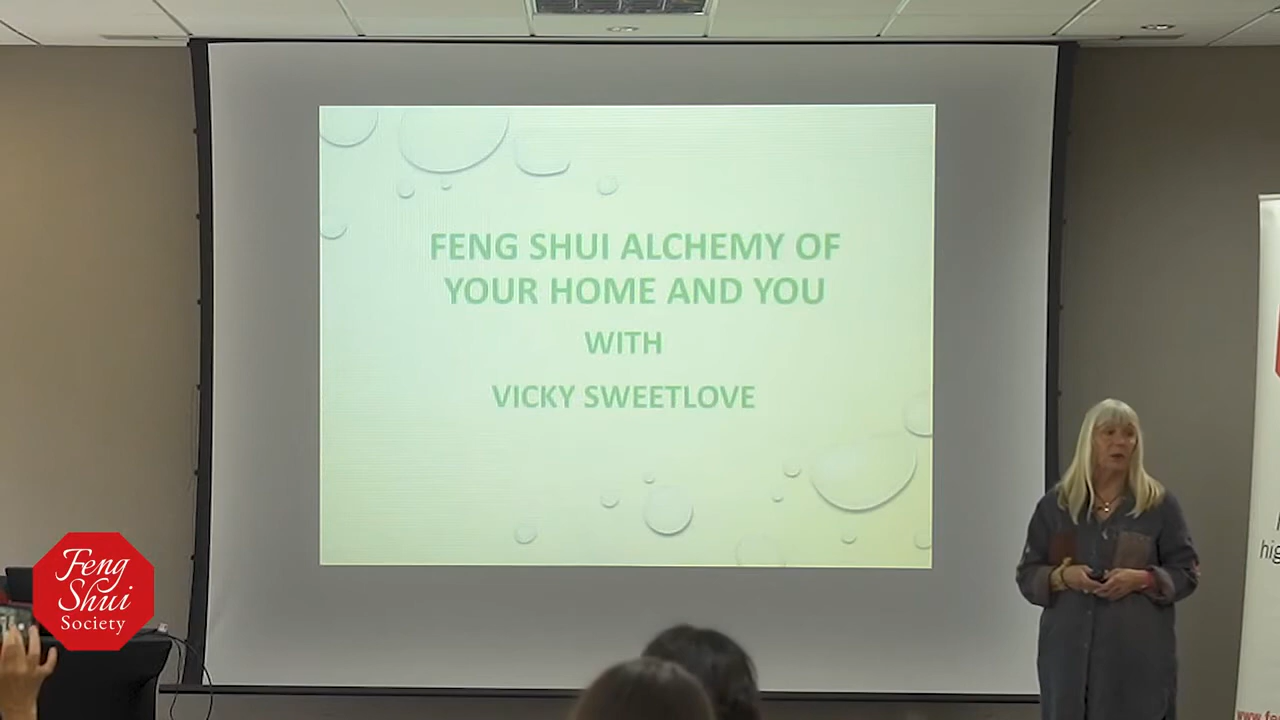 FENG SHUI ALCHEMY OF
YOUR HOME AND YOU
WITH
VICKY SWEETLOVE
Feng
Shui
Society